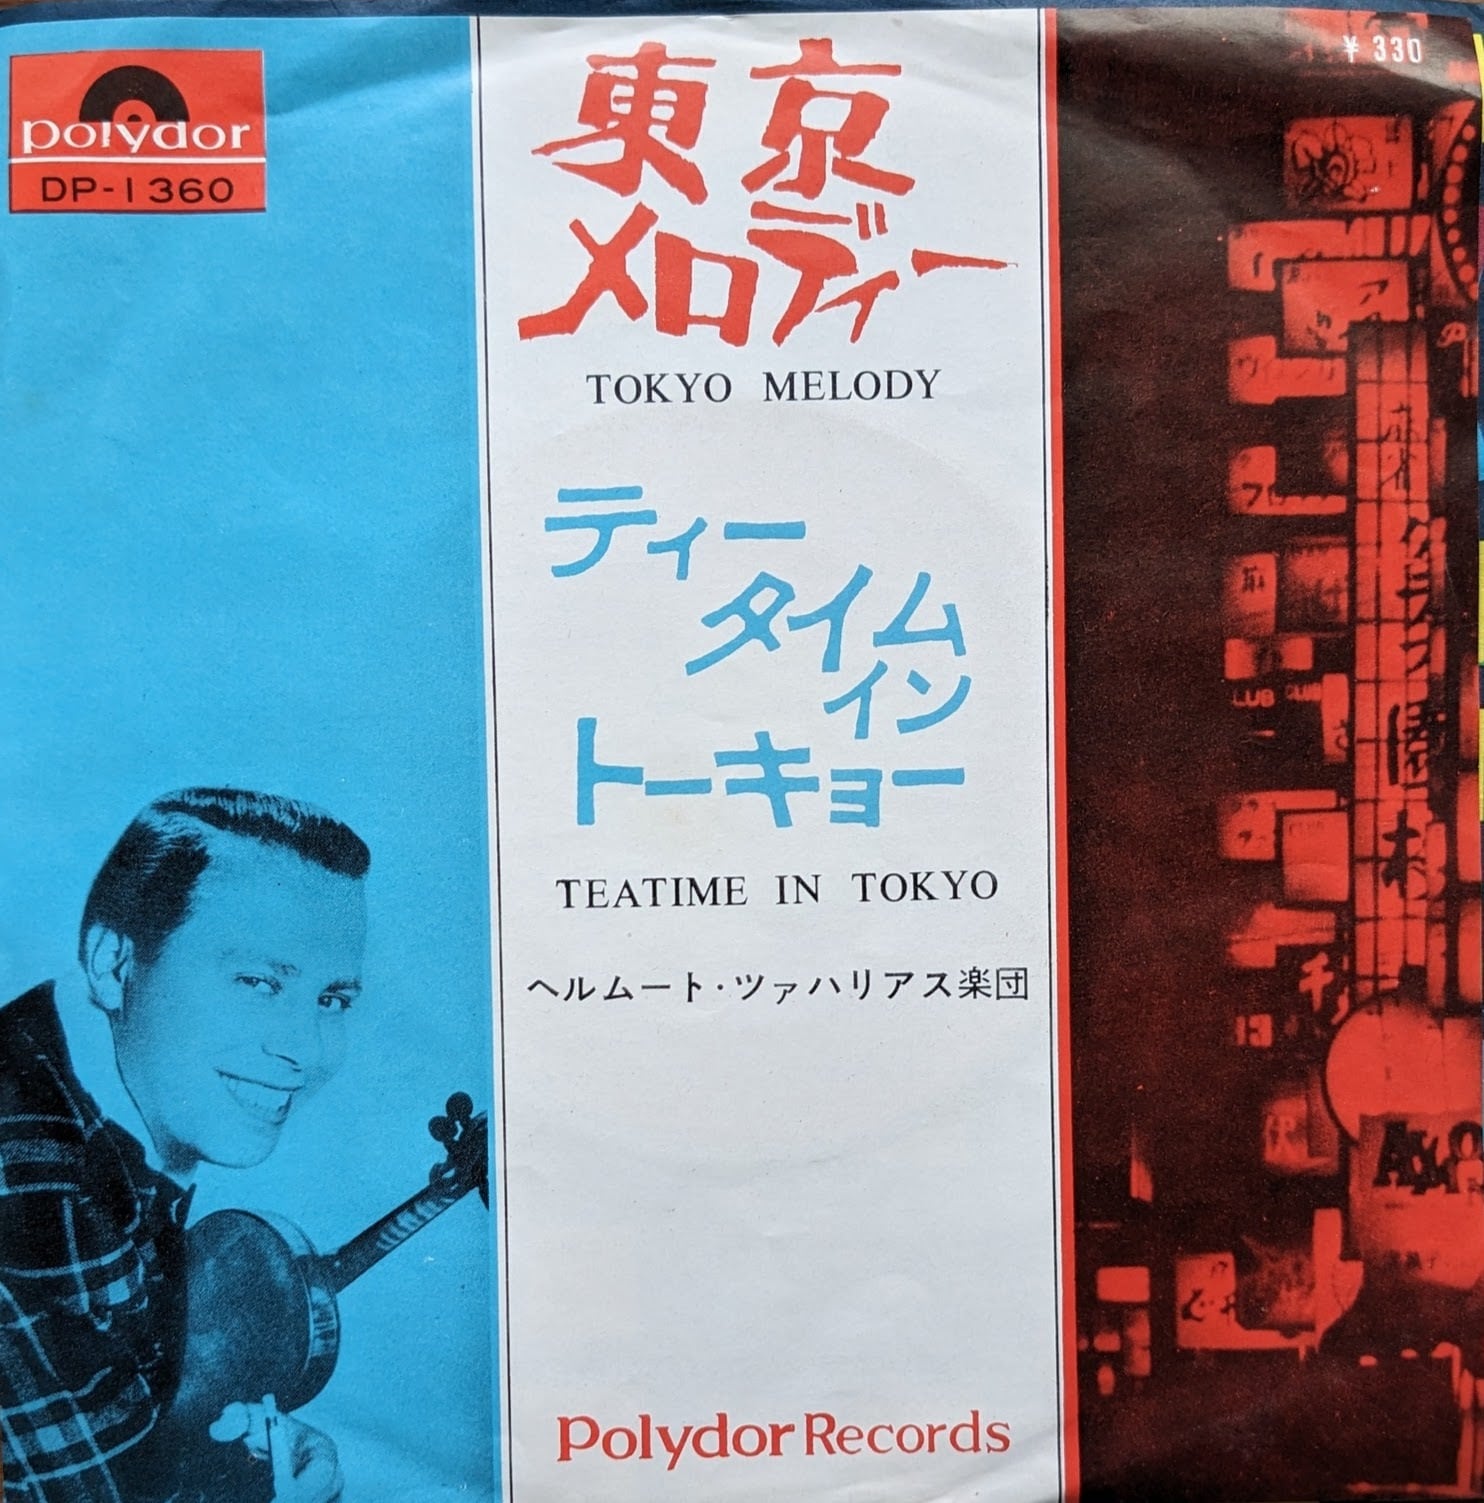 polydor
DP-1360
¥ 330
東京
メロディー
TOKYO MELODY
ティー
タイム
イン
トーキョー
TEATIME IN TOKYO
ヘルムート・ツァハリアス楽団
Polydor Records